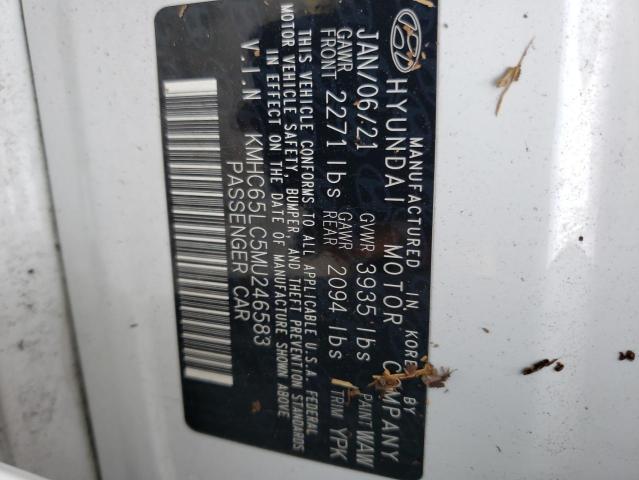 MANUFACTURED IN KOREA BY
HYUNDAI MOTOR COMPANY
JAN/06/21 GVWR 3935 lbs PAINT WAW
GAWR FRONT 2271 lbs GAWR REAR 2094 lbs TRIM YPK
THIS VEHICLE CONFORMS TO ALL APPLICABLE U.S.A. FEDERAL
MOTOR VEHICLE SAFETY, BUMPER, AND THEFT PREVENTION STANDARDS
IN EFFECT ON THE DATE OF MANUFACTURE SHOWN ABOVE
V.I.N KMHC65LC5MU246583
PASSENGER CAR